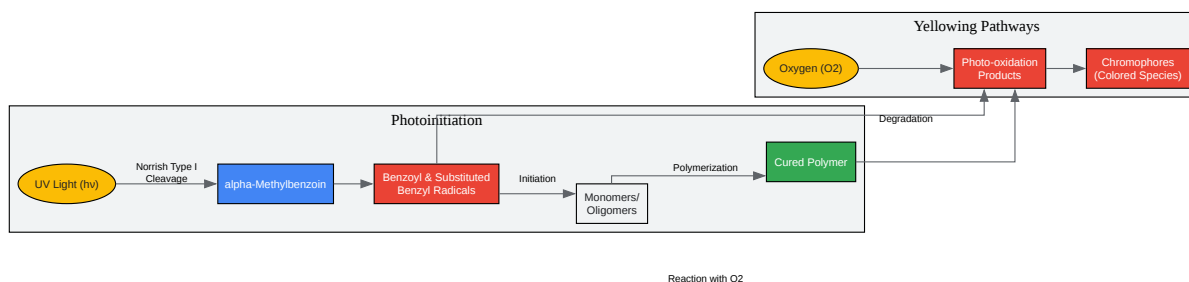 Yellowing Pathways
Oxygen (O2)
Photo-oxidation
Products
Chromophores
(Colored Species)
Degradation
Photoinitiation
UV Light (hv)
Norrish Type I
Cleavage
alpha-Methylbenzoin
Benzoyl & Substituted
Benzyl Radicals
Initiation
Monomers/
Oligomers
Polymerization
Cured Polymer
Reaction with O2